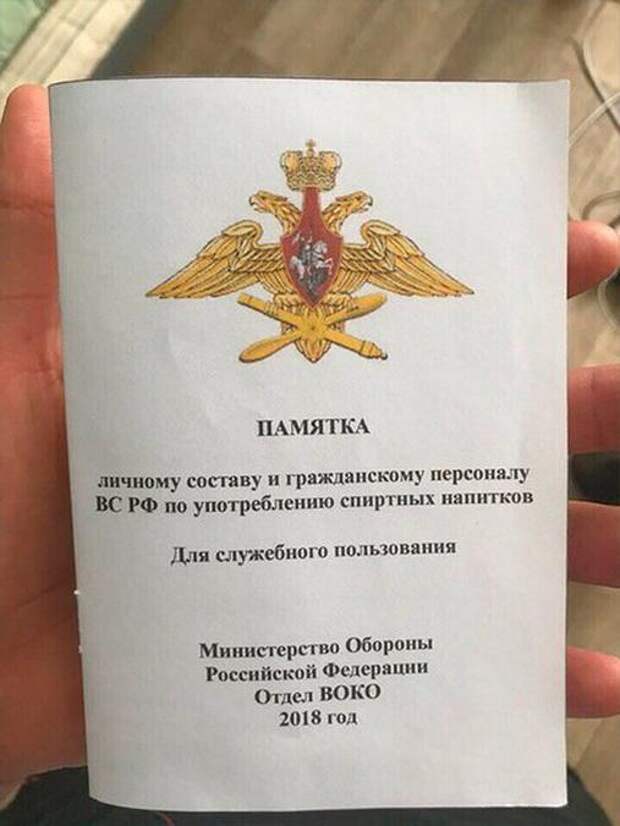 ПАМЯТКА
личному составу и гражданскому персоналу
ВС РФ по употреблению спиртных напитков
Для служебного пользования
Министерство Обороны
Российской Федерации
Отдел ВОКО
2018 год